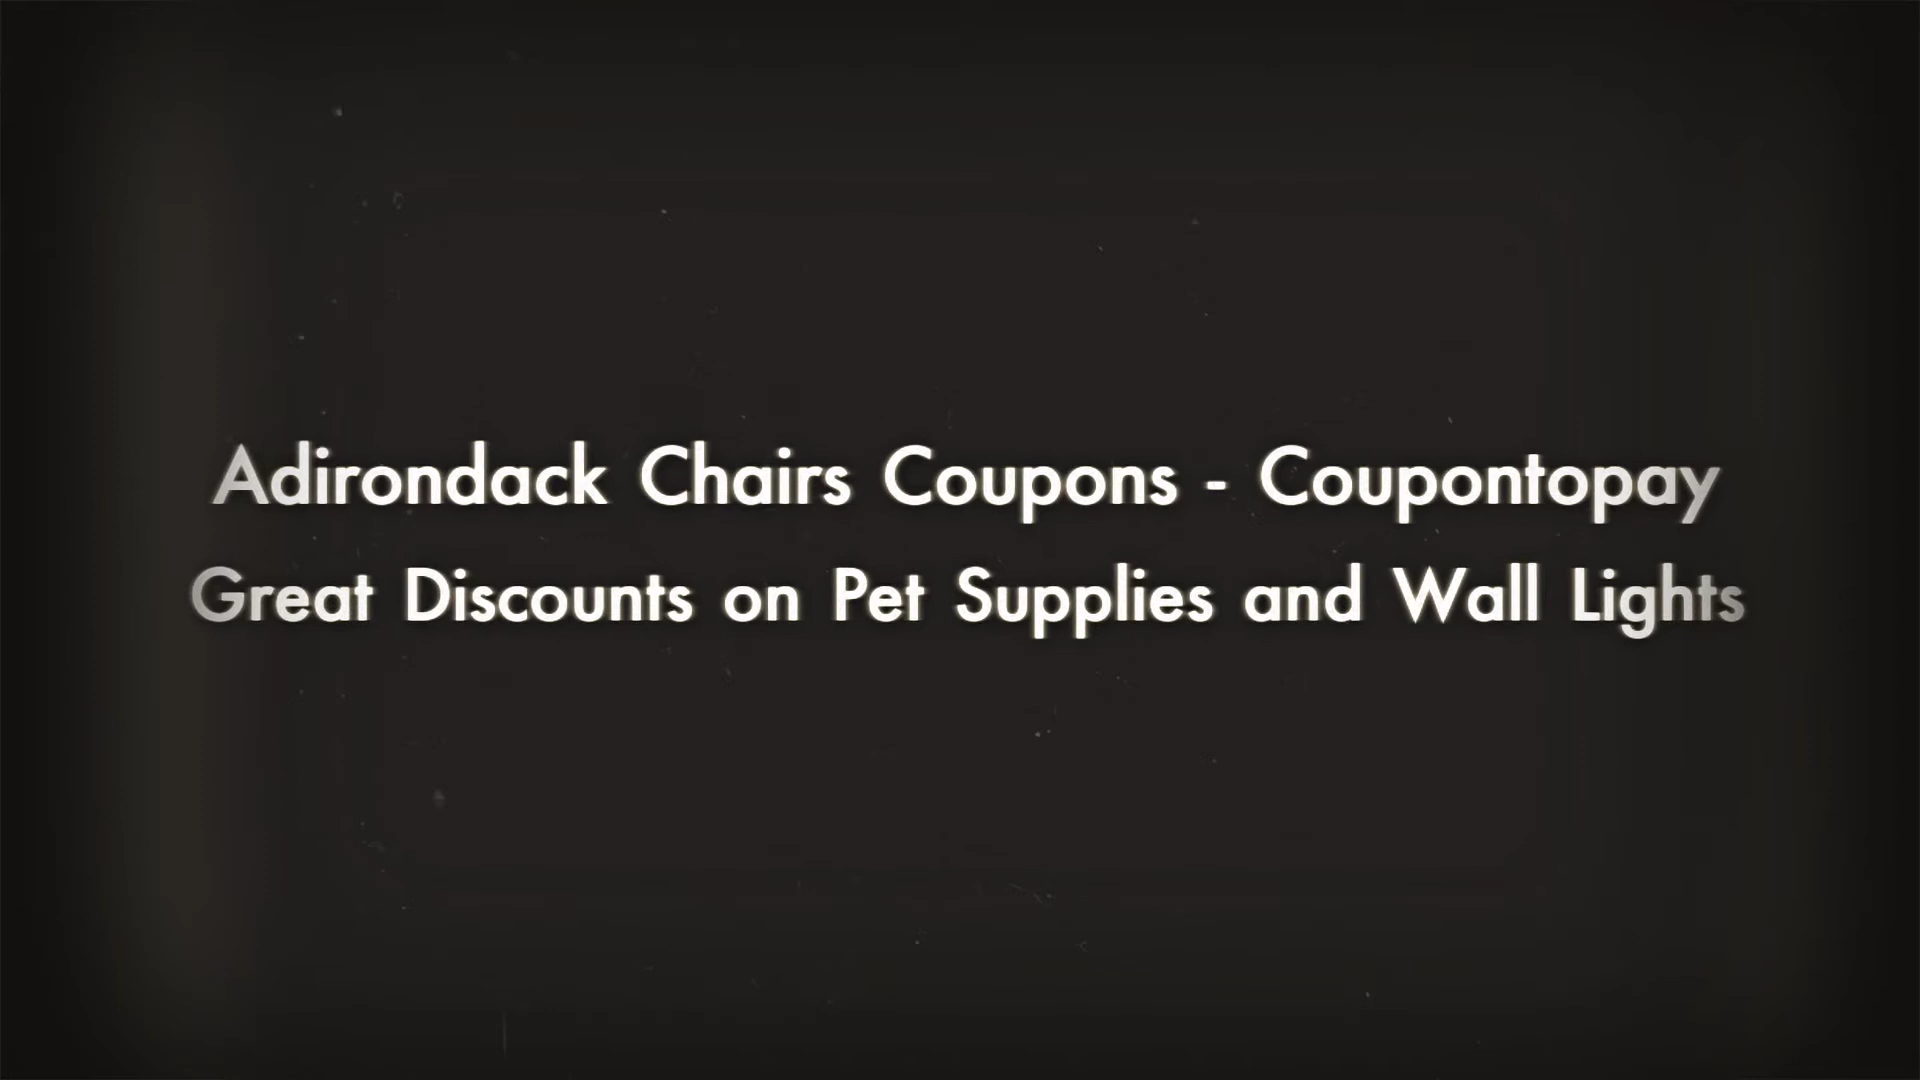 Adirondack Chairs Coupons - Coupontopay
Great Discounts on Pet Supplies and Wall Lights